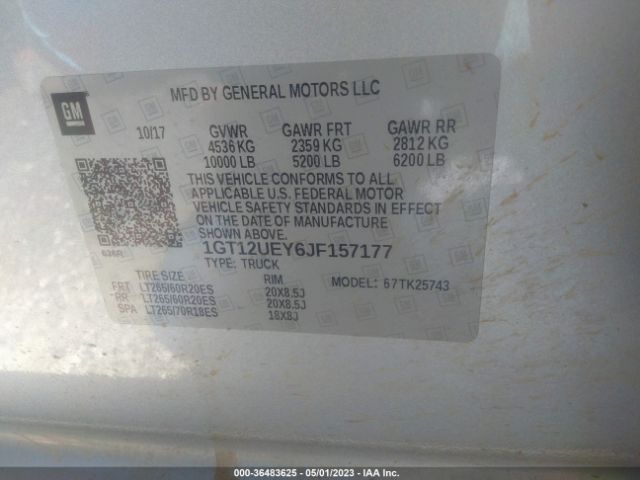 GM
MFD BY GENERAL MOTORS LLC
10/17 GVWR GAWR FRT GAWR RR
4536 KG 2359 KG 2812 KG
10000 LB 5200 LB 6200 LB
THIS VEHICLE CONFORMS TO ALL
APPLICABLE U.S. FEDERAL MOTOR
VEHICLE SAFETY STANDARDS IN EFFECT
ON THE DATE OF MANUFACTURE
SHOWN ABOVE.
1GT12UEY6JF157177
TYPE: TRUCK
TIRE SIZE RIM MODEL: 67TK25743
FRT LT265/60R20ES 20X8.5J
RR LT265/60R20ES 20X8.5J
SPA LT265/70R18ES 18X8J
000-36483625 - 05/01/2023 - IAA Inc.